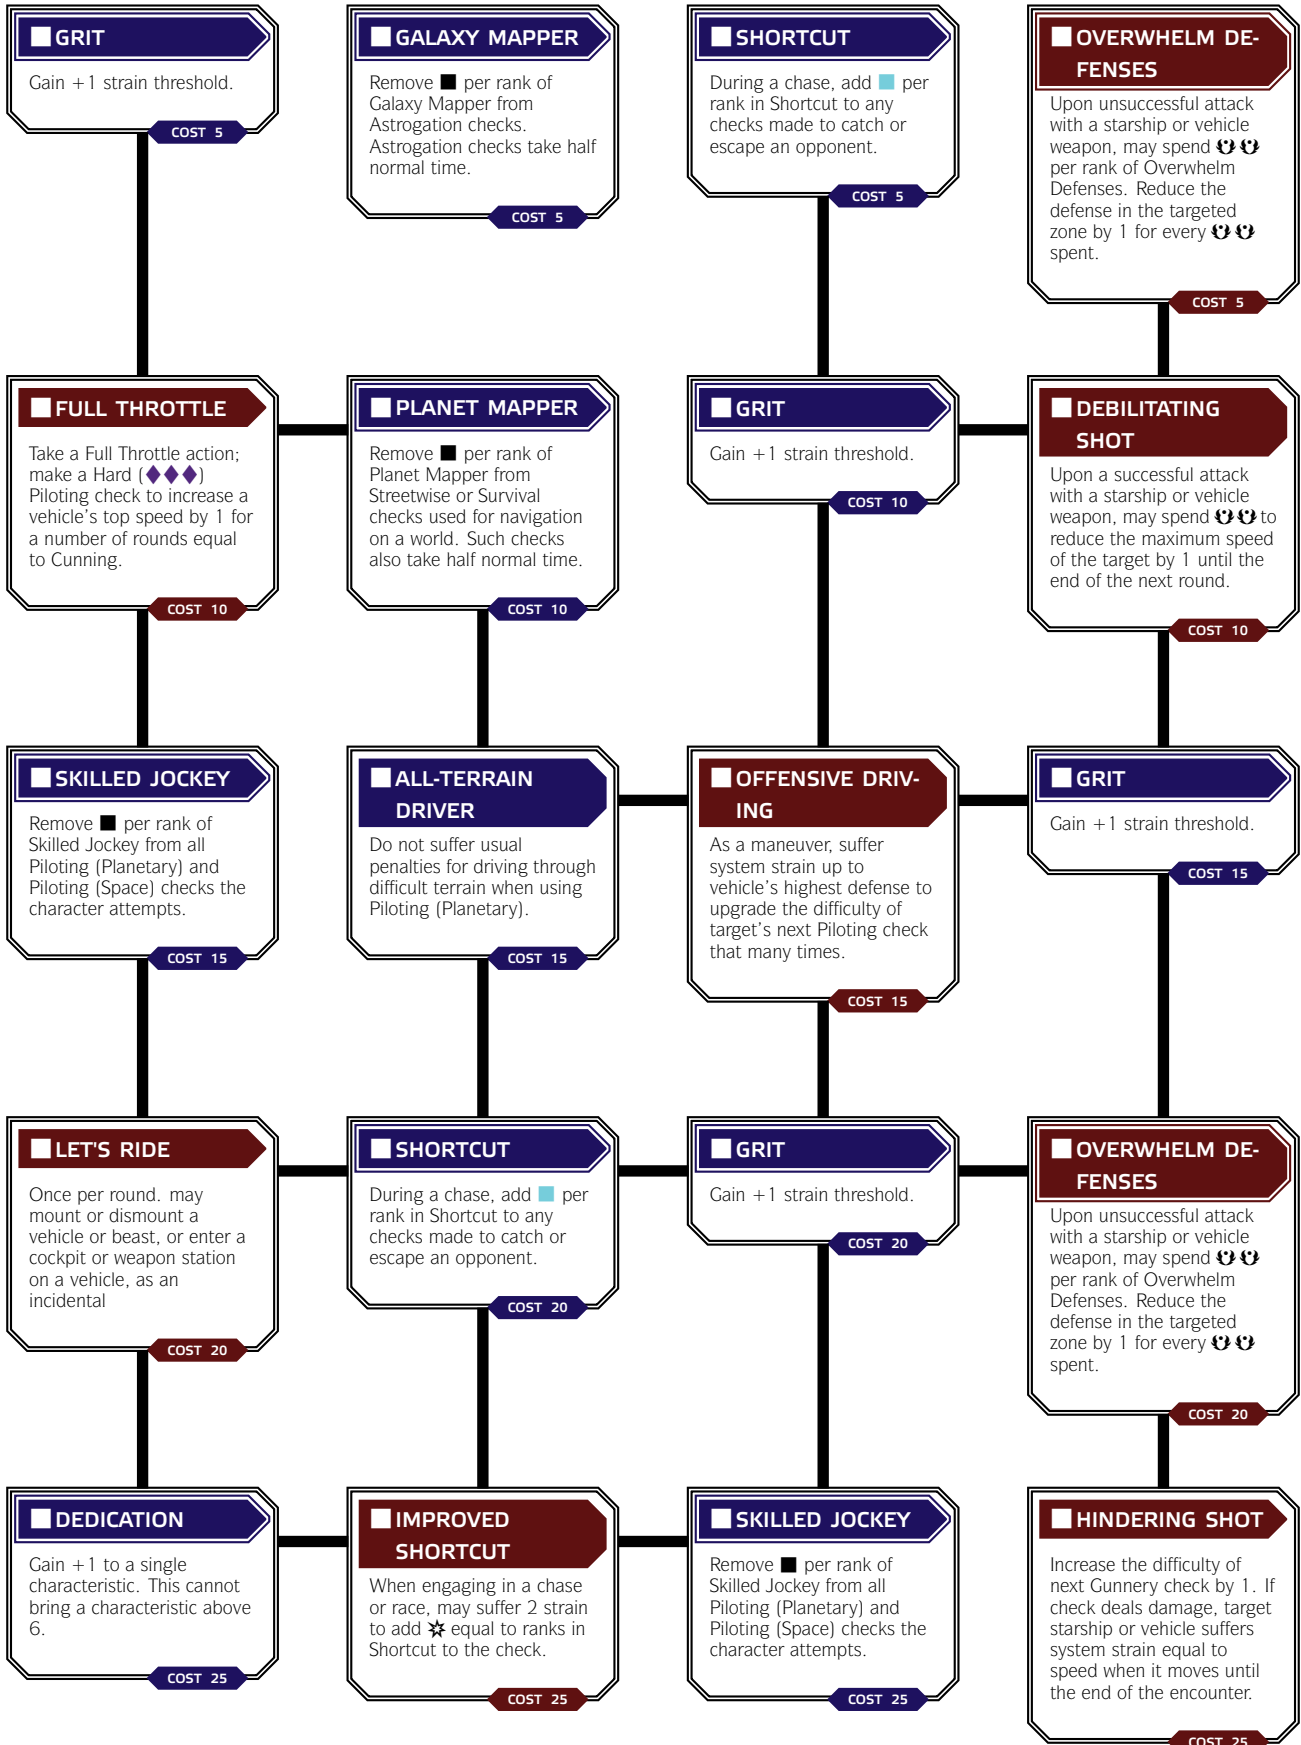 GRIT
Gain +1 strain threshold.
COST 5
GALAXY MAPPER
Remove per rank of
Galaxy Mapper from
Astrogation checks.
Astrogation checks take half
normal time.
COST 5
SHORTCUT
During a chase, add per
rank in Shortcut to any
checks made to catch or
escape an opponent.
COST 5
OVERWHELM DE-
FENSES
Upon unsuccessful attack
with a starship or vehicle
weapon, may spend
per rank of Overwhelm
Defenses. Reduce the
defense in the targeted
zone by 1 for every
spent.
COST 5
FULL THROTTLE
Take a Full Throttle action;
make a Hard (◆◆◆)
Piloting check to increase a
vehicle's top speed by 1 for
a number of rounds equal
to Cunning.
COST 10
PLANET MAPPER
Remove per rank of
Planet Mapper from
Streetwise or Survival
checks used for navigation
on a world. Such checks
also take half normal time.
COST 10
GRIT
Gain +1 strain threshold.
COST 10
DEBILITATING
SHOT
Upon a successful attack
with a starship or vehicle
weapon, may spend to
reduce the maximum speed
of the target by 1 until the
end of the next round.
COST 10
SKILLED JOCKEY
Remove per rank of
Skilled Jockey from all
Piloting (Planetary) and
Piloting (Space) checks the
character attempts.
COST 15
ALL-TERRAIN
DRIVER
Do not suffer usual
penalties for driving through
difficult terrain when using
Piloting (Planetary).
COST 15
OFFENSIVE DRIV-
ING
As a maneuver, suffer
system strain up to
vehicle's highest defense to
upgrade the difficulty of
target's next Piloting check
that many times.
COST 15
GRIT
Gain +1 strain threshold.
COST 15
LET'S RIDE
Once per round. may
mount or dismount a
vehicle or beast, or enter a
cockpit or weapon station
on a vehicle, as an
incidental
COST 20
SHORTCUT
During a chase, add per
rank in Shortcut to any
checks made to catch or
escape an opponent.
COST 20
GRIT
Gain +1 strain threshold.
COST 20
OVERWHELM DE-
FENSES
Upon unsuccessful attack
with a starship or vehicle
weapon, may spend
per rank of Overwhelm
Defenses. Reduce the
defense in the targeted
zone by 1 for every
spent.
COST 20
DEDICATION
Gain +1 to a single
characteristic. This cannot
bring a characteristic above
6.
COST 25
IMPROVED
SHORTCUT
When engaging in a chase
or race, may suffer 2 strain
to add equal to ranks in
Shortcut to the check.
COST 25
SKILLED JOCKEY
Remove per rank of
Skilled Jockey from all
Piloting (Planetary) and
Piloting (Space) checks the
character attempts.
COST 25
HINDERING SHOT
Increase the difficulty of
next Gunnery check by 1. If
check deals damage, target
starship or vehicle suffers
system strain equal to
speed when it moves until
the end of the encounter.
COST 25